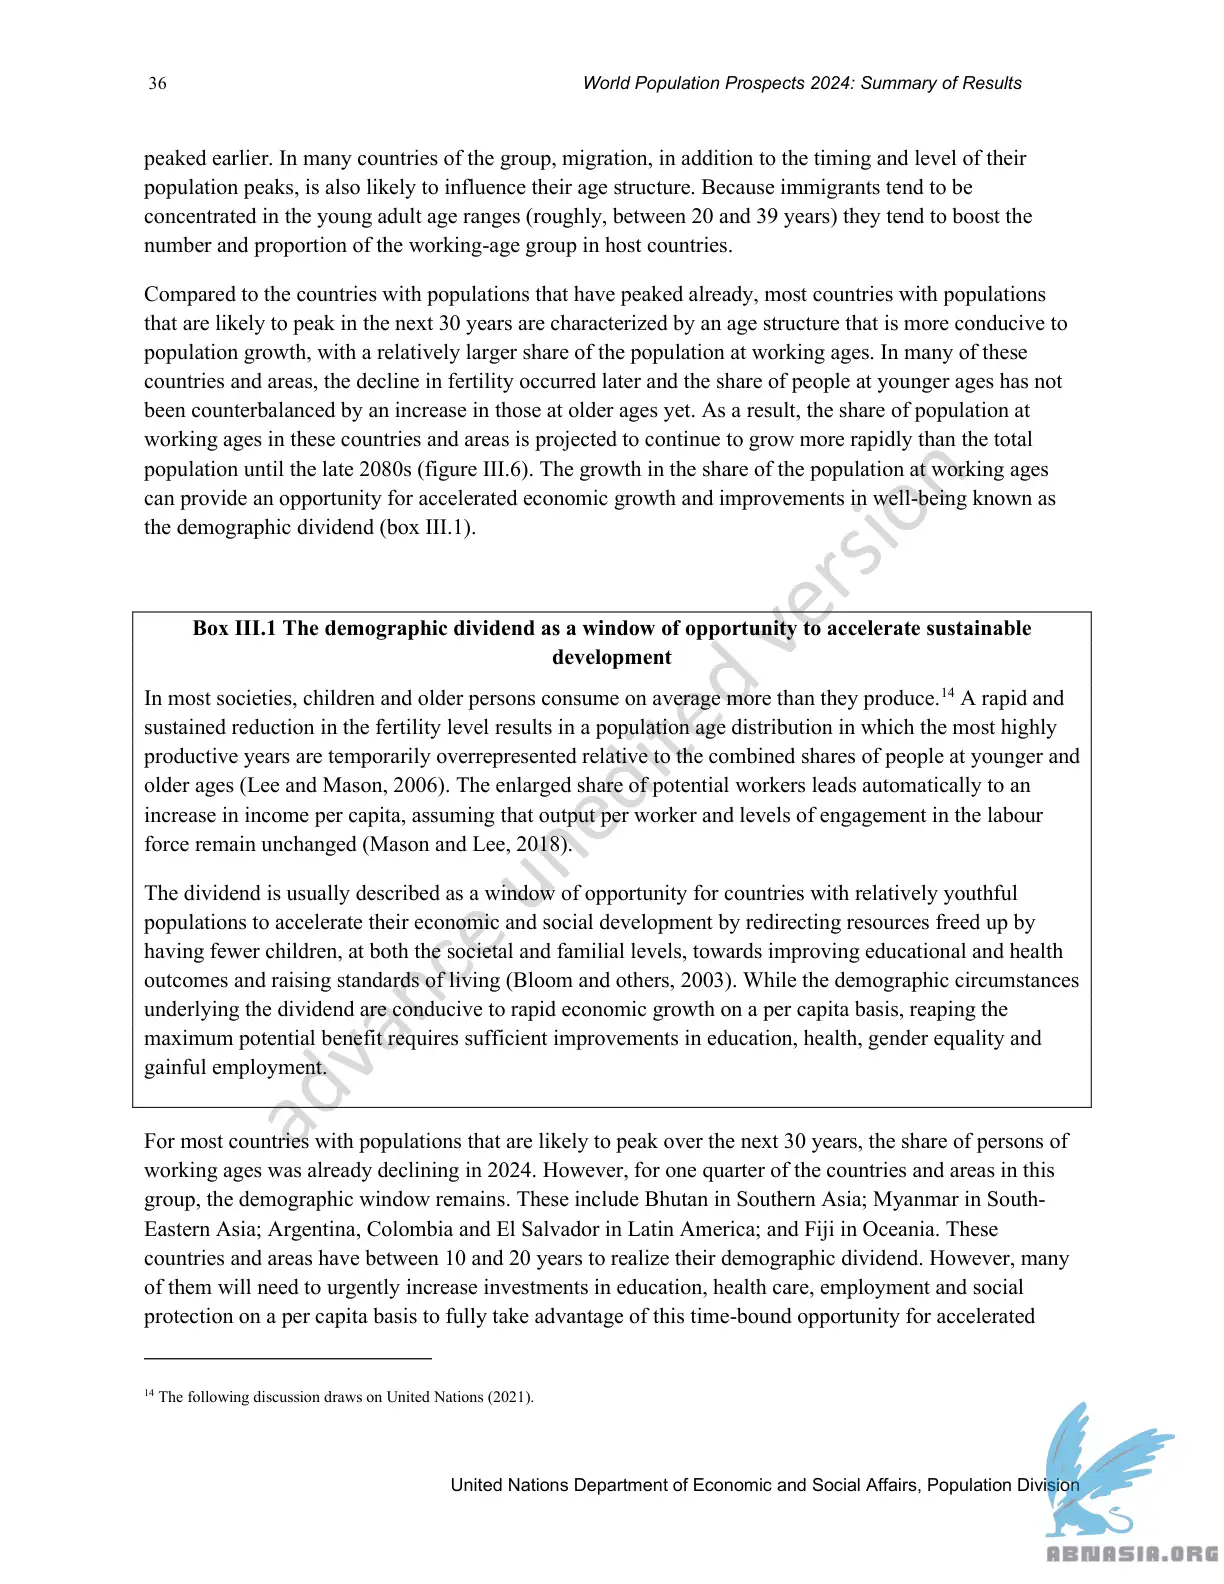 36
World Population Prospects 2024: Summary of Results
peaked earlier. In many countries of the group, migration, in addition to the timing and level of their
population peaks, is also likely to influence their age structure. Because immigrants tend to be
concentrated in the young adult age ranges (roughly, between 20 and 39 years) they tend to boost the
number and proportion of the working-age group in host countries.
Compared to the countries with populations that have peaked already, most countries with populations
that are likely to peak in the next 30 years are characterized by an age structure that is more conducive to
population growth, with a relatively larger share of the population at working ages. In many of these
countries and areas, the decline in fertility occurred later and the share of people at younger ages has not
been counterbalanced by an increase in those at older ages yet. As a result, the share of population at
working ages in these countries and areas is projected to continue to grow more rapidly than the total
population until the late 2080s (figure III.6). The growth in the share of the population at working ages
can provide an opportunity for accelerated economic growth and improvements in well-being known as
the demographic dividend (box III.1).
Box III.1 The demographic dividend as a window of opportunity to accelerate sustainable
development
In most societies, children and older persons consume on average more than they produce.14 A rapid and
sustained reduction in the fertility level results in a population age distribution in which the most highly
productive years are temporarily overrepresented relative to the combined shares of people at younger and
older ages (Lee and Mason, 2006). The enlarged share of potential workers leads automatically to an
increase in income per capita, assuming that output per worker and levels of engagement in the labour
force remain unchanged (Mason and Lee, 2018).
The dividend is usually described as a window of opportunity for countries with relatively youthful
populations to accelerate their economic and social development by redirecting resources freed up by
having fewer children, at both the societal and familial levels, towards improving educational and health
outcomes and raising standards of living (Bloom and others, 2003). While the demographic circumstances
underlying the dividend are conducive to rapid economic growth on a per capita basis, reaping the
maximum potential benefit requires sufficient improvements in education, health, gender equality and
gainful employment.
For most countries with populations that are likely to peak over the next 30 years, the share of persons of
working ages was already declining in 2024. However, for one quarter of the countries and areas in this
group, the demographic window remains. These include Bhutan in Southern Asia; Myanmar in South-
Eastern Asia; Argentina, Colombia and El Salvador in Latin America; and Fiji in Oceania. These
countries and areas have between 10 and 20 years to realize their demographic dividend. However, many
of them will need to urgently increase investments in education, health care, employment and social
protection on a per capita basis to fully take advantage of this time-bound opportunity for accelerated
14 The following discussion draws on United Nations (2021).
United Nations Department of Economic and Social Affairs, Population Division
advance unedited version
ABNASIA.ORG